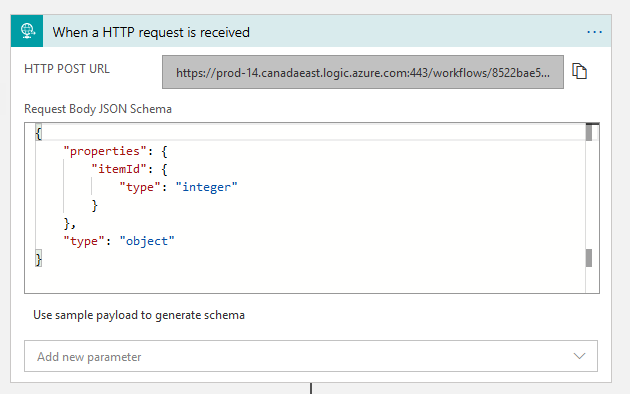 When a HTTP request is received
HTTP POST URL
https://prod-14.canadaeast.logic.azure.com:443/workflows/8522bae5...
Request Body JSON Schema
{
"properties": {
"itemId": {
"type": "integer"
}
},
"type": "object"
}
Use sample payload to generate schema
Add new parameter